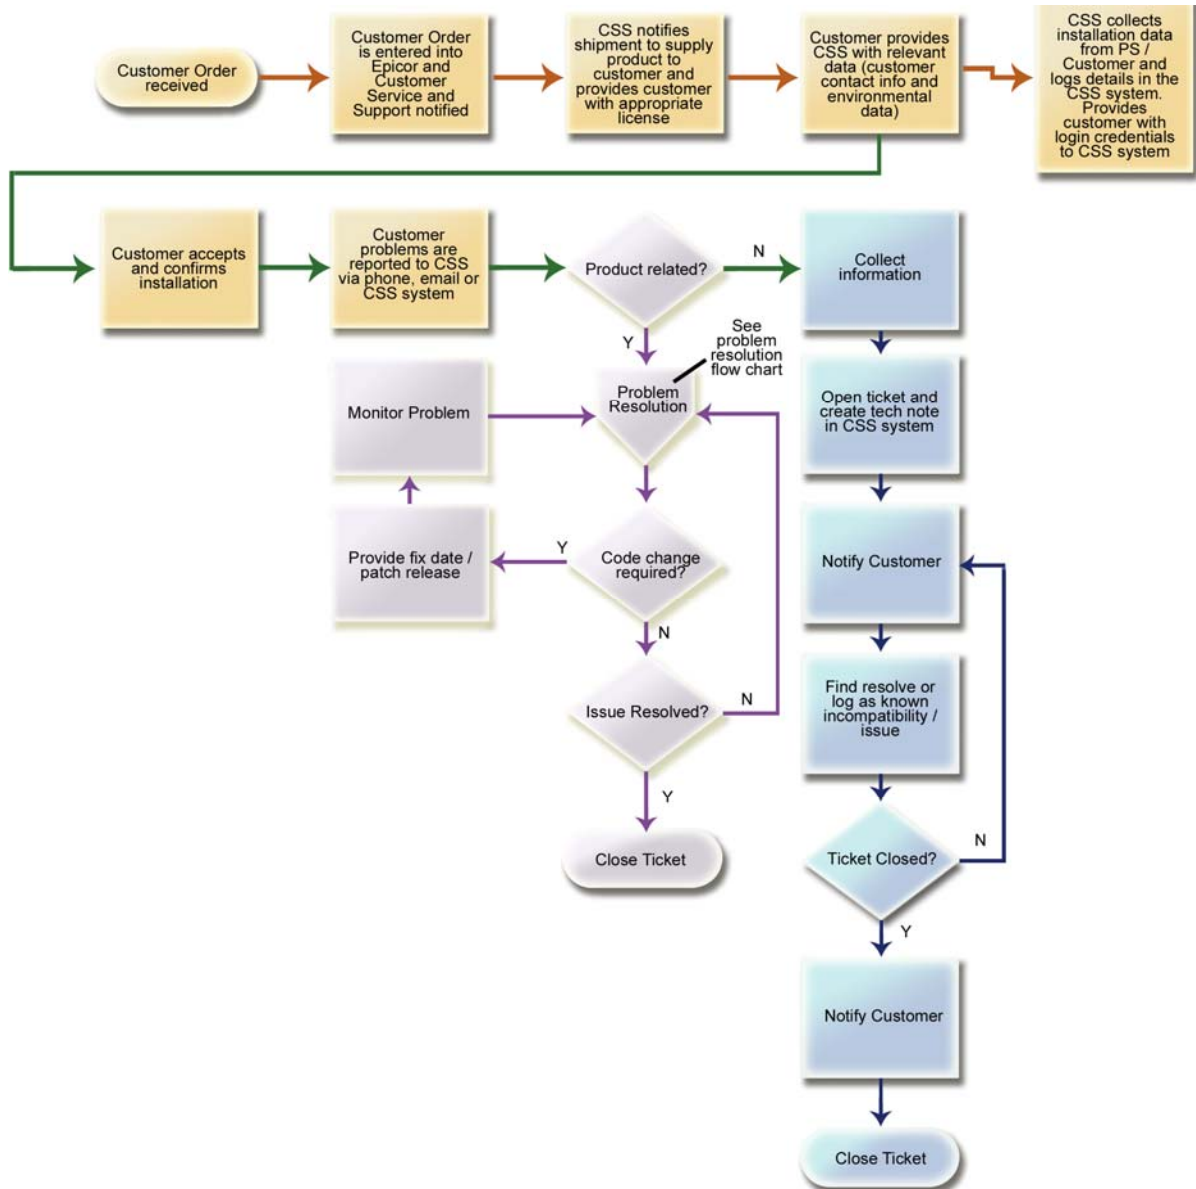 Customer Order
received
Customer Order
is entered into
Epicor and
Customer
Service and
Support notified
CSS notifies
shipment to supply
product to
customer and
provides customer
with appropriate
license
Customer provides
CSS with relevant
data (customer
contact info and
environmental
data)
CSS collects
installation data
from PS /
Customer and
logs details in the
CSS system.
Provides
customer with
login credentials
to CSS system
Customer accepts
and confirms
installation
Customer
problems are
reported to CSS
via phone, email or
CSS system
Product related?
N
Collect
information
Y
See
problem
resolution
flow chart
Monitor Problem
Problem
Resolution
Open ticket and
create tech note
in CSS system
Provide fix date /
patch release
Y
Code change
required?
Notify Customer
N
Issue Resolved?
N
Find resolve or
log as known
incompatibility /
issue
Y
Close Ticket
Ticket Closed?
N
Y
Notify Customer
Close Ticket